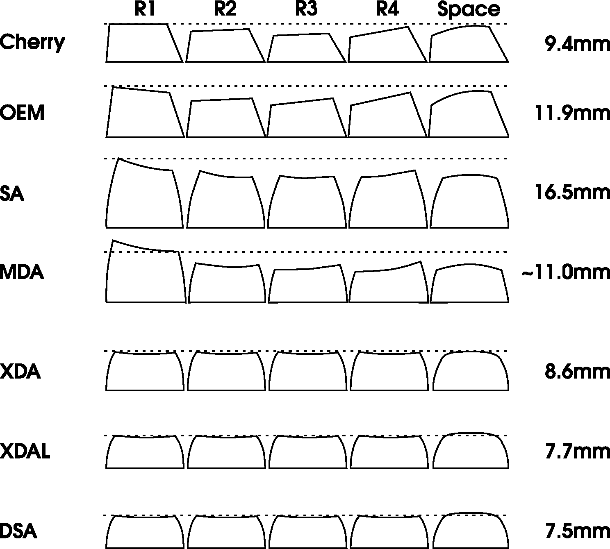 R1 R2 R3 R4 Space
Cherry 9.4mm
OEM 11.9mm
SA 16.5mm
MDA ~11.0mm
XDA 8.6mm
XDAL 7.7mm
DSA 7.5mm